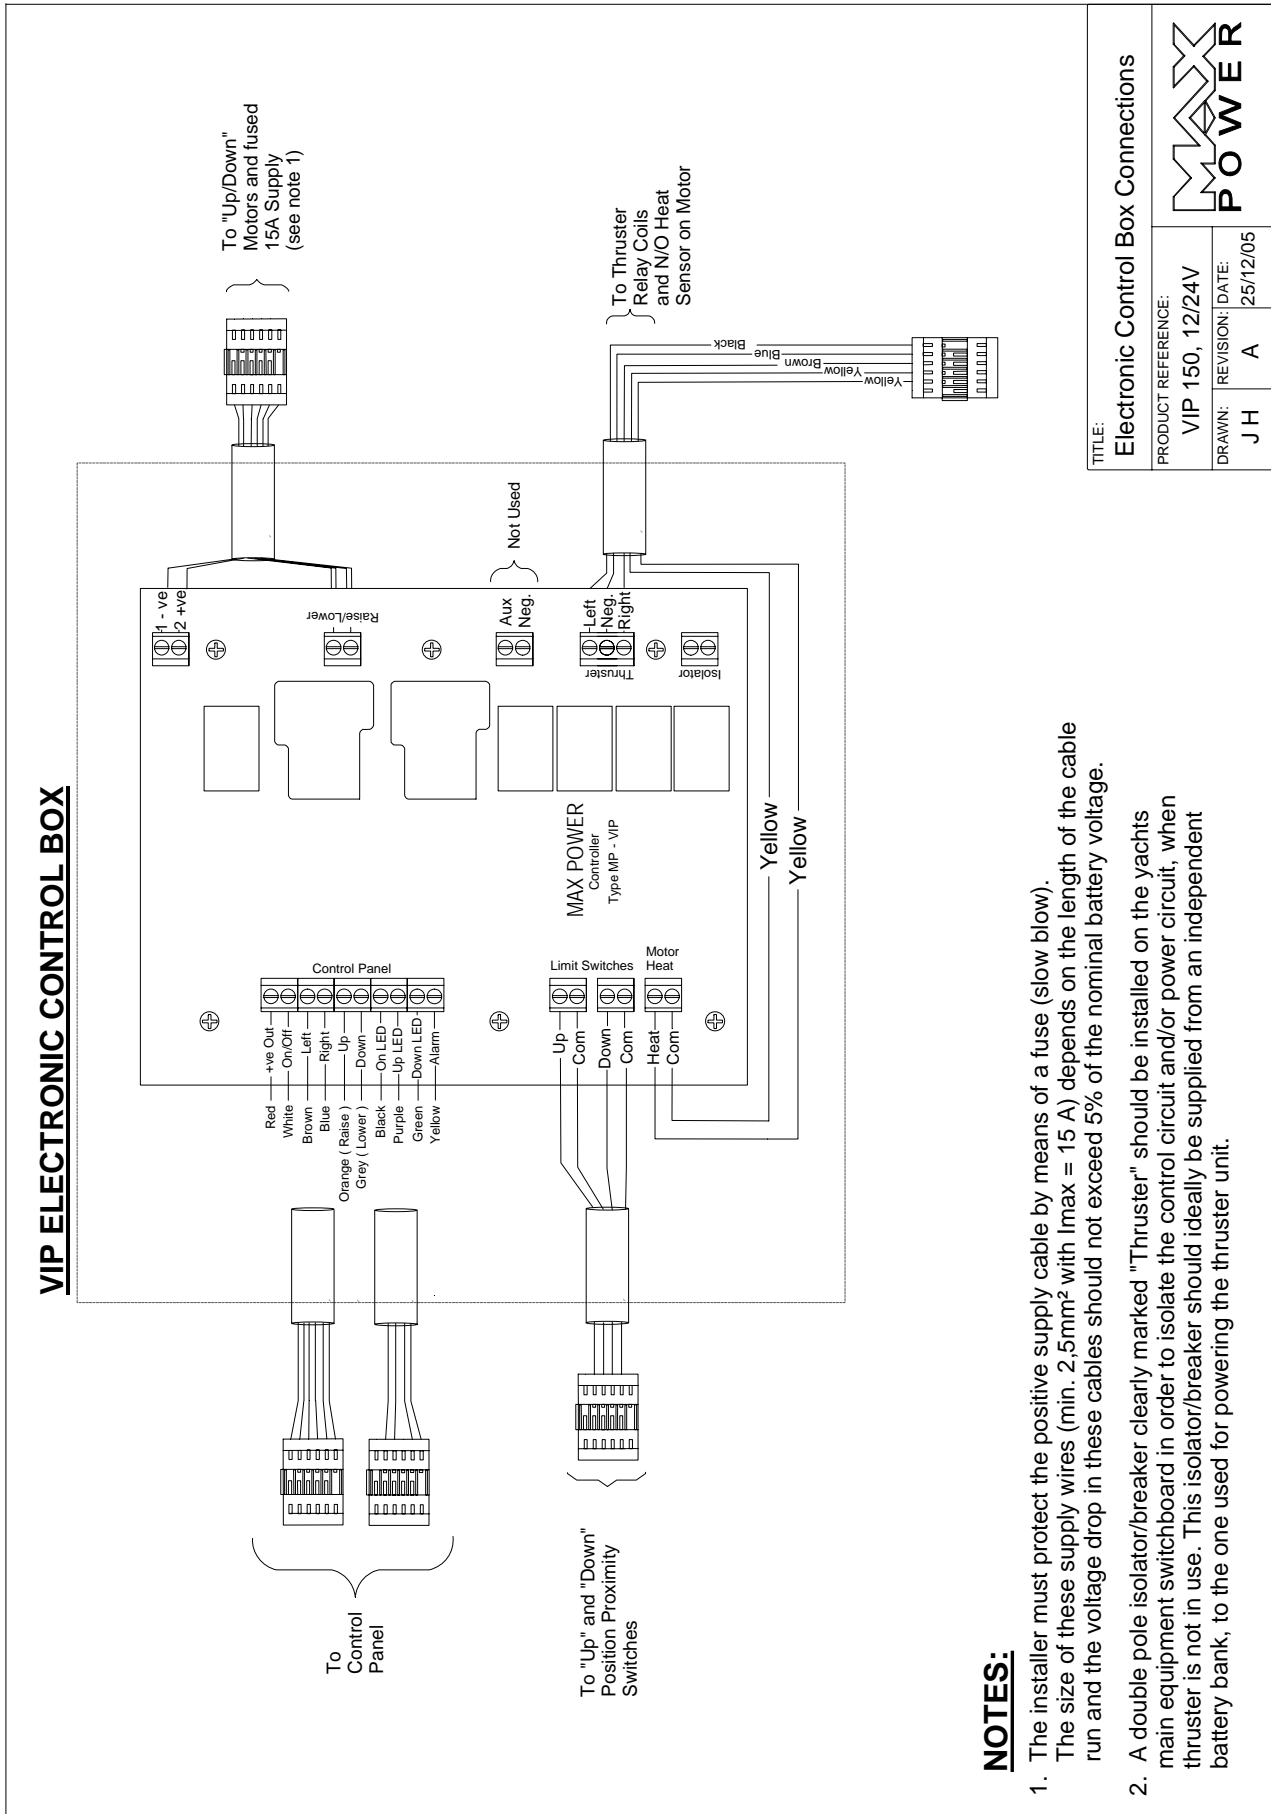 VIP ELECTRONIC CONTROL BOX
To "Up/Down"
Motors and fused
15A Supply
(see note 1)
1 - ve
2 +ve
Raise/Lower
Aux
Neg.
Not Used
Left
Neg.
Right
Thruster
Isolator
To Thruster
Relay Coils
and N/O Heat
Sensor on Motor
Black
Blue
Brown
Yellow
Yellow
MAX POWER
Controller
Type MP - VIP
Yellow
Yellow
Control Panel
Red
+ve Out
White
On/Off
Brown
Left
Blue
Right
Orange ( Raise )
Up
Grey ( Lower )
Down
Black
On LED
Purple
Up LED
Green
Down LED
Yellow
Alarm
Limit Switches
Up
Com
Down
Com
Motor
Heat
Heat
Com
To
Control
Panel
To "Up" and "Down"
Position Proximity
Switches
NOTES:
1. The installer must protect the positive supply cable by means of a fuse (slow blow).
The size of these supply wires (min. 2,5mm² with Imax = 15 A) depends on the length of the cable
run and the voltage drop in these cables should not exceed 5% of the nominal battery voltage.
2. A double pole isolator/breaker clearly marked "Thruster" should be installed on the yachts
main equipment switchboard in order to isolate the control circuit and/or power circuit, when
thruster is not in use. This isolator/breaker should ideally be supplied from an independent
battery bank, to the one used for powering the thruster unit.
TITLE:
Electronic Control Box Connections
PRODUCT REFERENCE:
VIP 150, 12/24V
DRAWN:
J H
REVISION:
A
DATE:
25/12/05
MAX
POWER